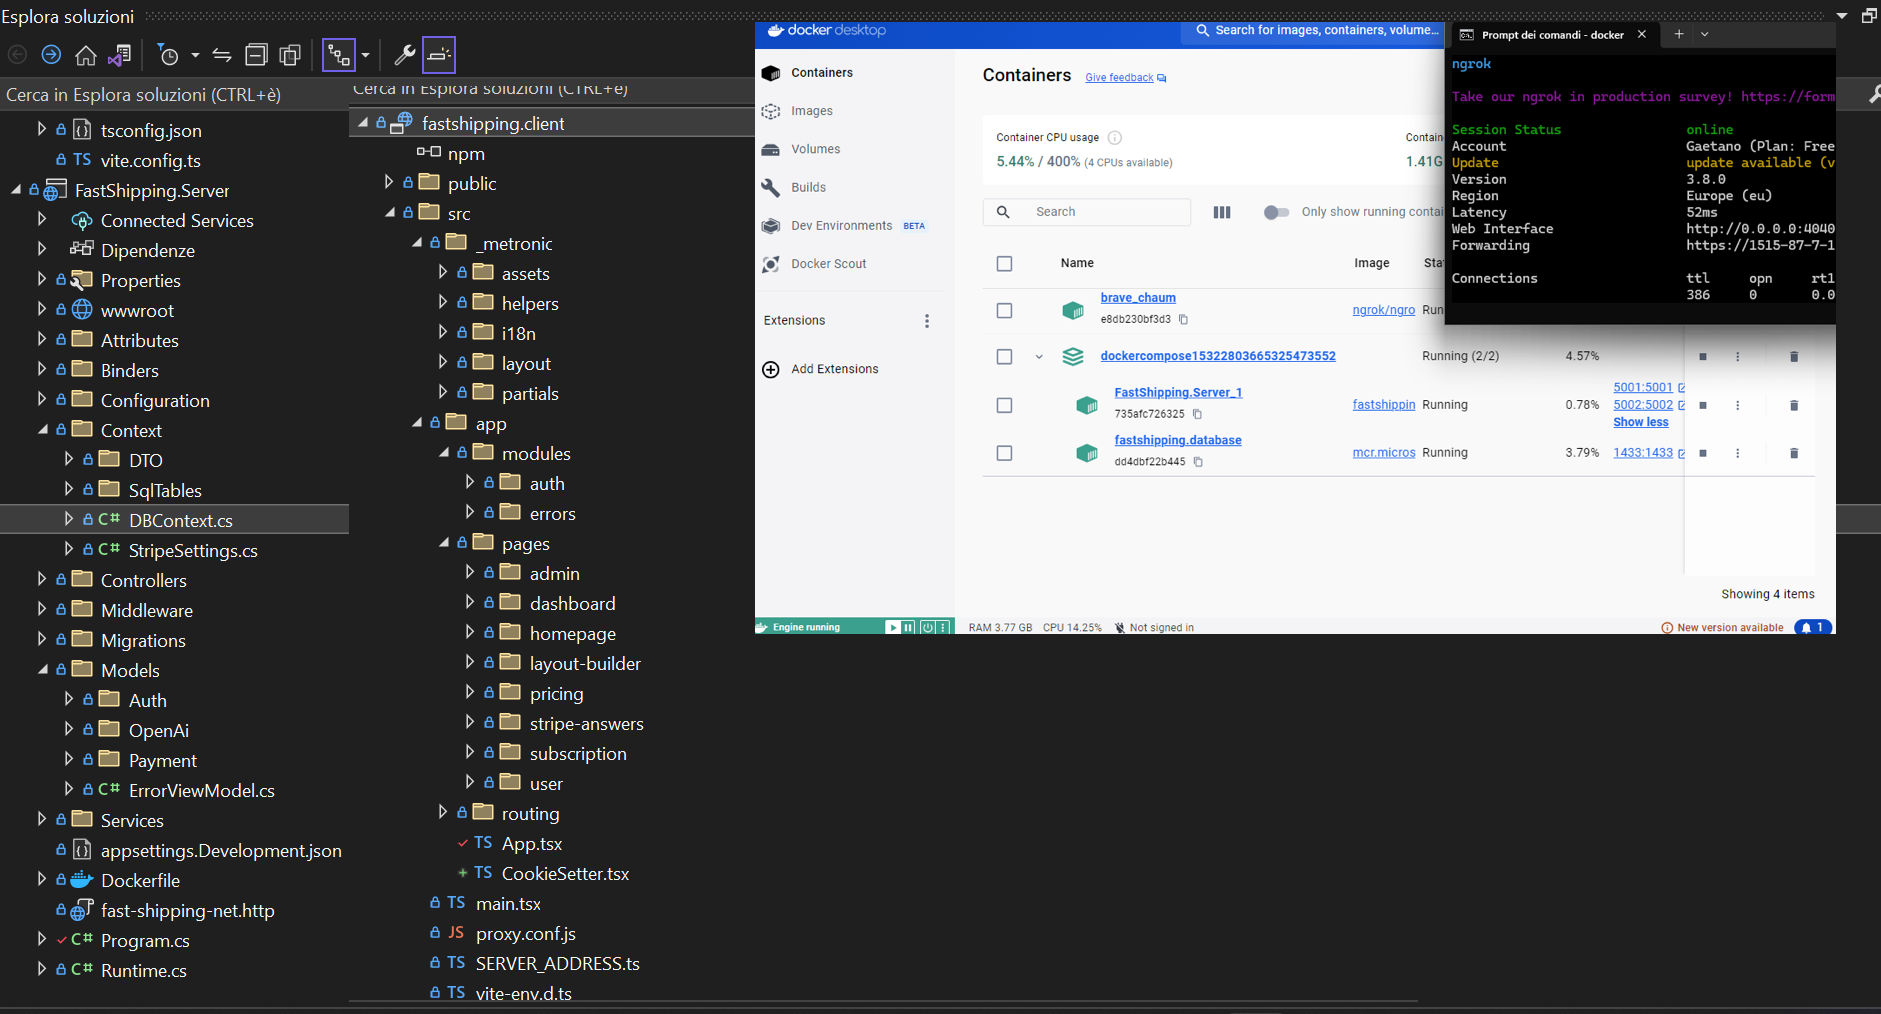 Esplora soluzioni
Cerca in Esplora soluzioni (CTRL+è)
tsconfig.json
TS vite.config.ts
FastShipping.Server
Connected Services
Dipendenze
Properties
wwwroot
Attributes
Binders
Configuration
Context
DTO
SqlTables
C# DBContext.cs
C# StripeSettings.cs
Controllers
Middleware
Migrations
Models
Auth
OpenAi
Payment
C# ErrorViewModel.cs
Services
appsettings.Development.json
Dockerfile
fast-shipping-net.http
C# Program.cs
C# Runtime.cs
Cerca in Esplora soluzioni (CTRL+è)
fastshipping.client
npm
public
src
_metronic
assets
helpers
i18n
layout
partials
app
modules
auth
errors
pages
admin
dashboard
homepage
layout-builder
pricing
stripe-answers
subscription
user
routing
TS App.tsx
TS CookieSetter.tsx
TS main.tsx
JS proxy.conf.js
TS SERVER_ADDRESS.ts
TS vite-env.d.ts
docker desktop
Search for images, containers, volume...
Containers
Images
Volumes
Builds
Dev Environments BETA
Docker Scout
Extensions
Add Extensions
Containers Give feedback
Container CPU usage
5.44% / 400% (4 CPUs available)
Contain
1.41G
Search
Only show running contai
Name Image Sta
brave_chaum ngrok/ngro Run
e8db230bf3d3
dockercompose15322803665325473552 Running (2/2) 4.57%
FastShipping.Server_1
735afc726325
fastshippin Running 0.78%
5001:5001
5002:5002
Show less
fastshipping.database
dd4dbf22b445
mcr.micros Running 3.79% 1433:1433
Showing 4 items
Engine running
RAM 3.77 GB CPU 14.25% Not signed in
New version available 1
Prompt dei comandi - docker
ngrok
Take our ngrok in production survey! https://form
Session Status online
Account Gaetano (Plan: Free
Update update available (v
Version 3.8.0
Region Europe (eu)
Latency 52ms
Web Interface http://0.0.0.0:4040
Forwarding https://1515-87-7-1
Connections ttl opn rt1
386 0 0.0